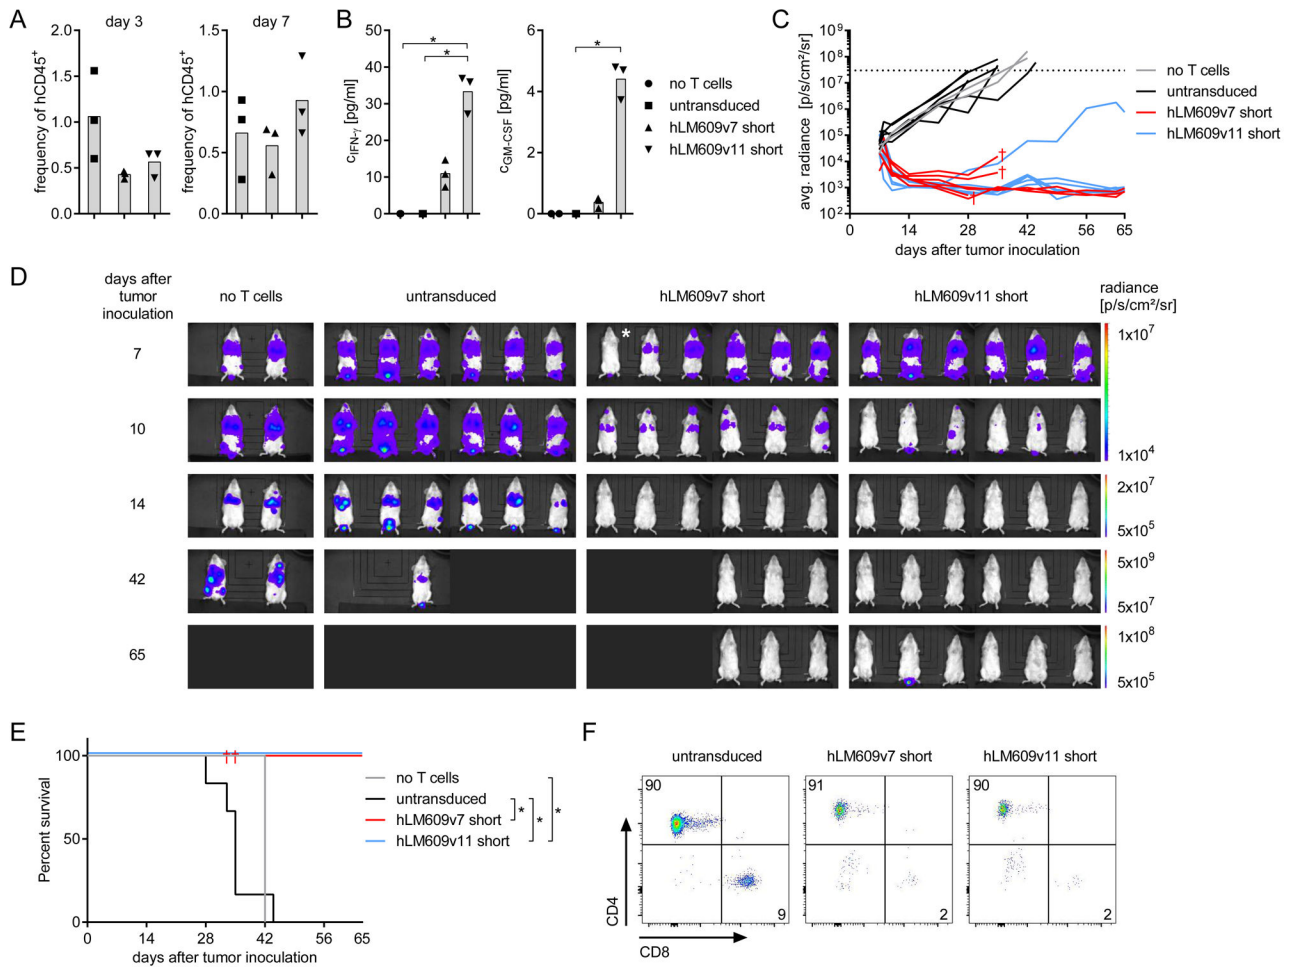 A
day 3
day 7
frequency of hCD45+
2.0
1.5
1.0
0.5
0.0
frequency of hCD45+
1.5
1.0
0.5
0.0
B
cIFN-γ [pg/ml]
50
40
30
20
10
0
*
*
cGM-CSF [pg/ml]
6
4
2
0
*
no T cells
untransduced
hLM609v7 short
hLM609v11 short
C
avg. radiance [p/s/cm²/sr]
10⁹
10⁸
10⁷
10⁶
10⁵
10⁴
10³
10²
†
†
†
0 14 28 42 56 65
days after tumor inoculation
no T cells
untransduced
hLM609v7 short
hLM609v11 short
D
days after
tumor
inoculation
no T cells
untransduced
hLM609v7 short
hLM609v11 short
radiance
[p/s/cm²/sr]
7
*
1x10⁷
10
1x10⁴
14
2x10⁷
5x10⁵
42
5x10⁹
5x10⁷
65
1x10⁸
5x10⁵
E
Percent survival
100
50
0
††
0 14 28 42 56 65
days after tumor inoculation
no T cells
untransduced
hLM609v7 short
hLM609v11 short
*
*
*
F
untransduced
hLM609v7 short
hLM609v11 short
90
9
91
2
90
2
CD4
CD8